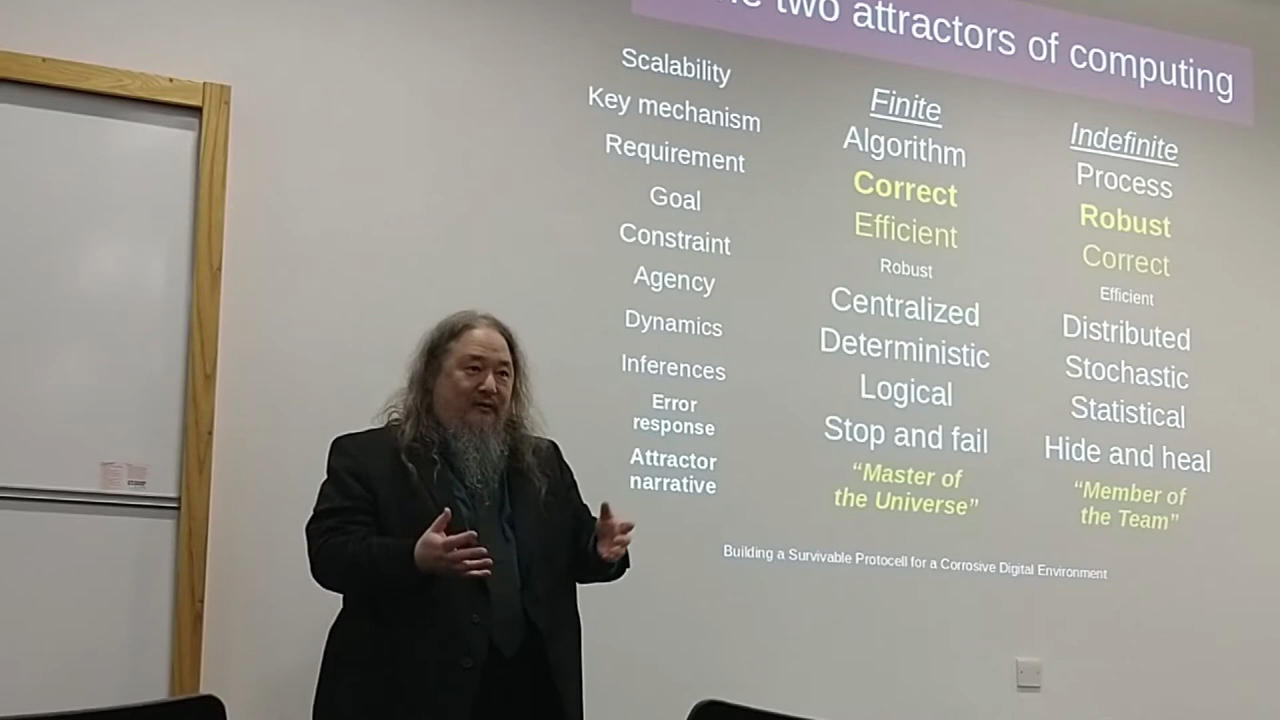 two attractors of computing
Scalability Finite Indefinite
Key mechanism Algorithm Process
Requirement Correct Robust
Goal Efficient Correct
Constraint Robust Efficient
Agency Centralized Distributed
Dynamics Deterministic Stochastic
Inferences Logical Statistical
Error
response Stop and fail Hide and heal
Attractor “Master of “Member of
narrative the Universe” the Team”
Building a Survivable Protocell for a Corrosive Digital Environment